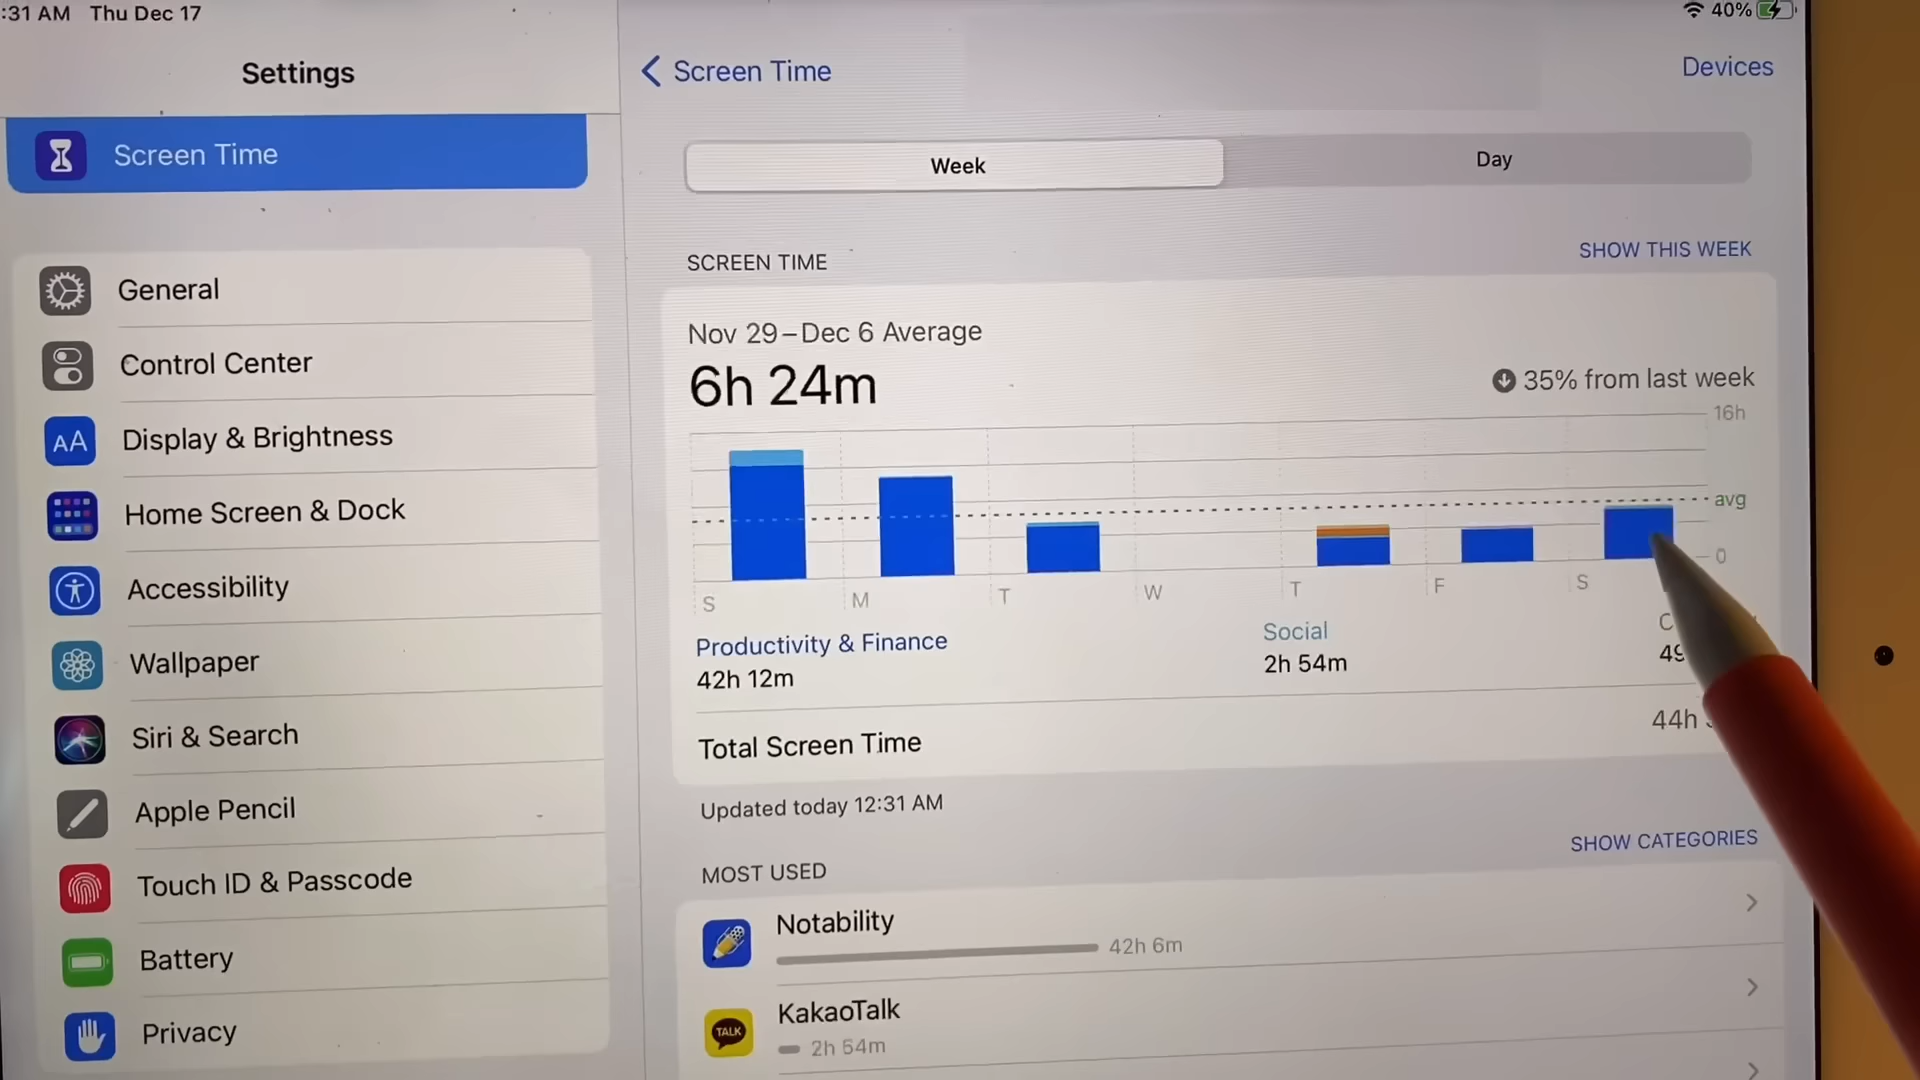 :31 AM Thu Dec 17
40%
Settings
Screen Time
Devices
Screen Time
Week
Day
General
Control Center
Display & Brightness
Home Screen & Dock
Accessibility
Wallpaper
Siri & Search
Apple Pencil
Touch ID & Passcode
Battery
Privacy
SCREEN TIME
SHOW THIS WEEK
Nov 29–Dec 6 Average
6h 24m
35% from last week
16h
avg
0
S M T W T F S
Productivity & Finance
42h 12m
Social
2h 54m
Total Screen Time
44h
Updated today 12:31 AM
SHOW CATEGORIES
MOST USED
Notability
42h 6m
KakaoTalk
TALK
2h 54m